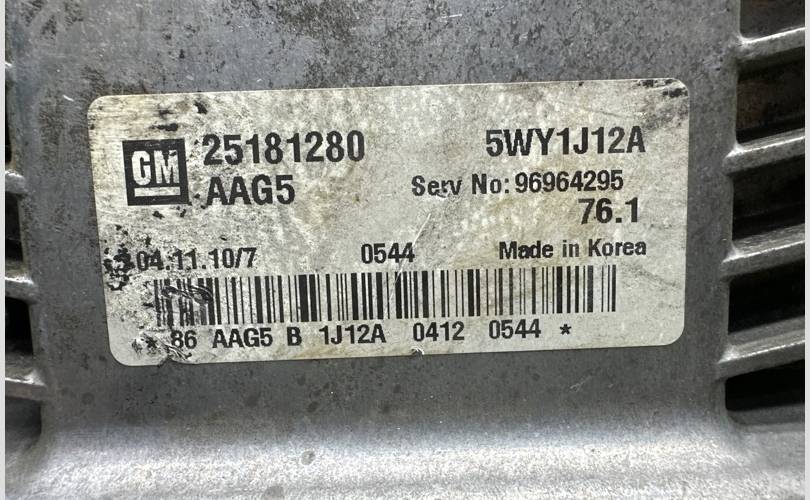 GM 25181280 5WY1J12A
AAG5 Serv No: 96964295
76.1
04.11.10/7 0544 Made in Korea
* 86 AAG5 B 1J12A 0412 0544 *